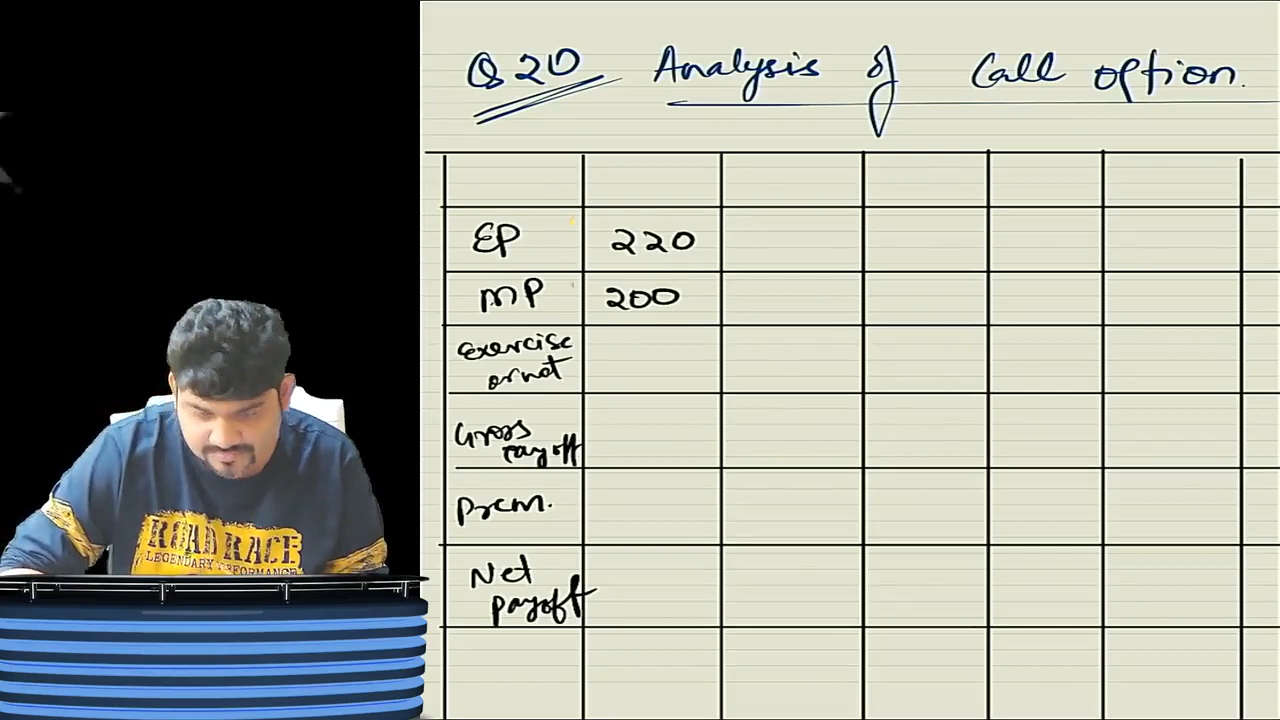 Q 20 Analysis of Call option.
EP 220
MP 200
Exercise
or not
Gross
payoff
Prem.
Net
payoff
ROAD RACE
LEGENDARY PERFORMANCE